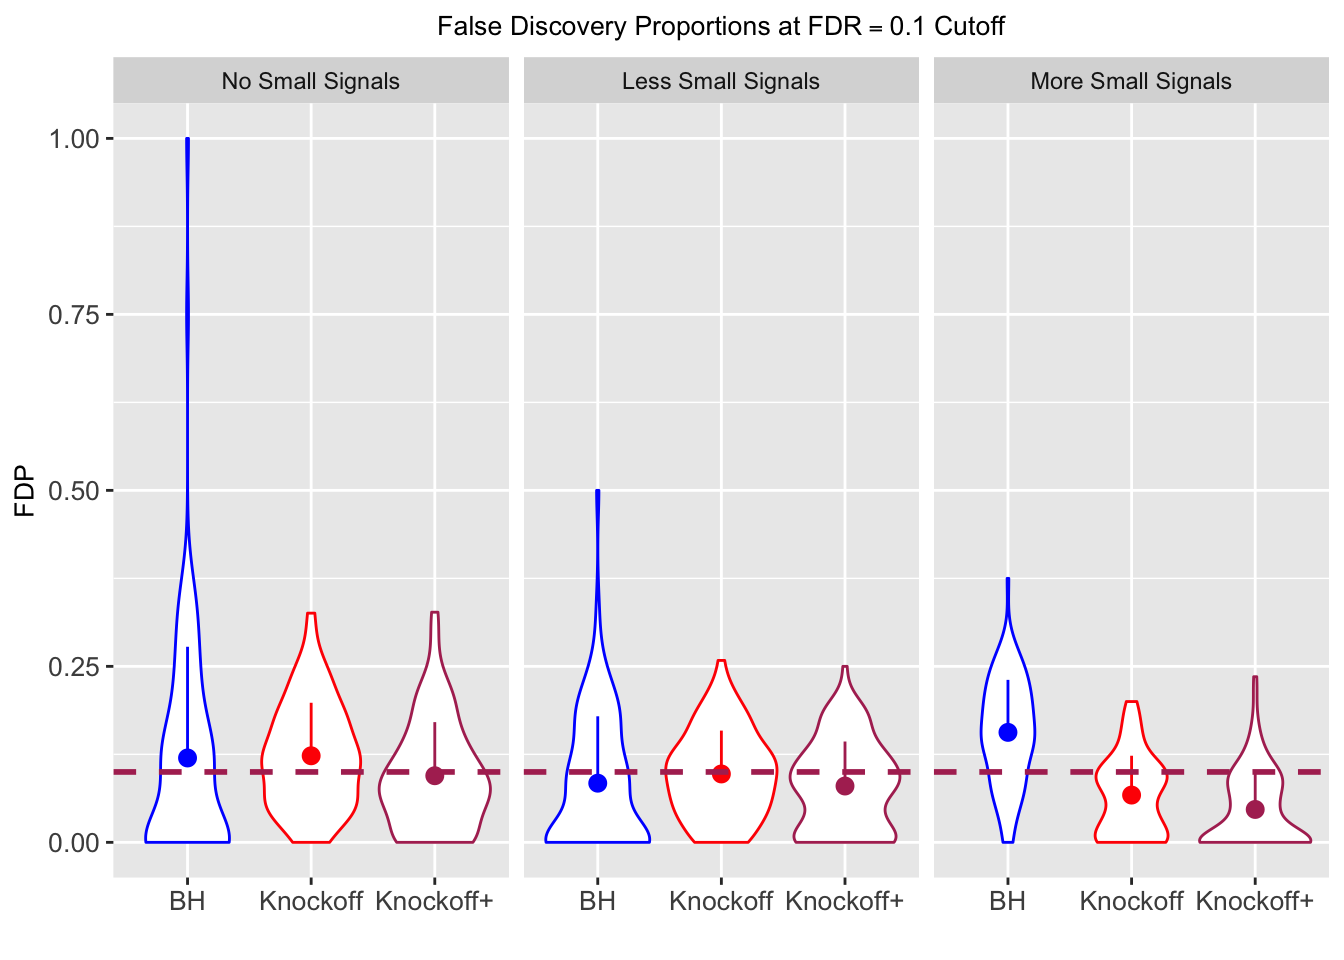 False Discovery Proportions at FDR = 0.1 Cutoff
No Small Signals
Less Small Signals
More Small Signals
FDP
1.00
0.75
0.50
0.25
0.00
BH Knockoff Knockoff+ BH Knockoff Knockoff+ BH Knockoff Knockoff+